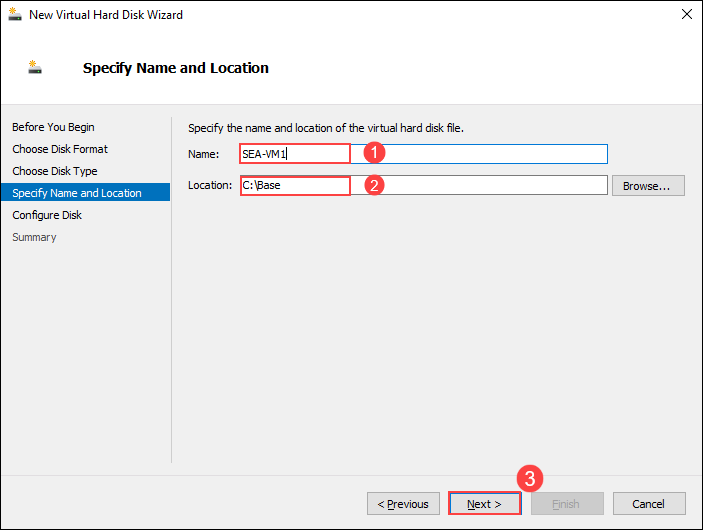 New Virtual Hard Disk Wizard
Specify Name and Location
Before You Begin
Choose Disk Format
Choose Disk Type
Specify Name and Location
Configure Disk
Summary
Specify the name and location of the virtual hard disk file.
Name: SEA-VM1 1
Location: C:\Base 2 Browse...
3
< Previous Next > Finish Cancel